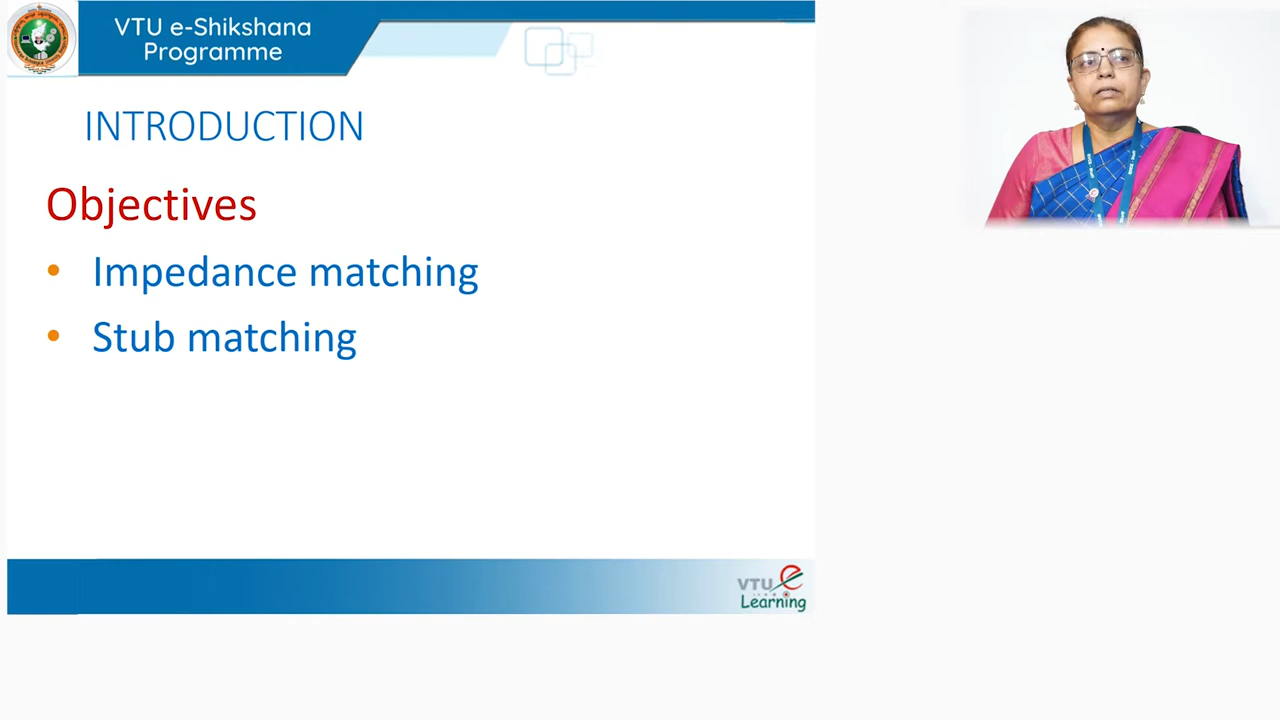 VTU e-Shikshana
Programme
INTRODUCTION
Objectives
• Impedance matching
• Stub matching
VTU e
Learning